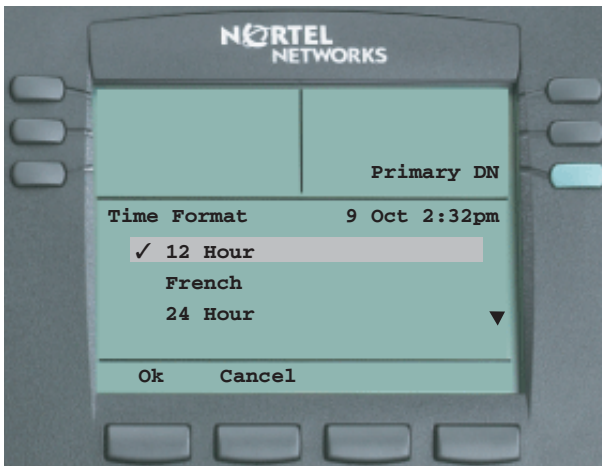 NORTEL
NETWORKS
Primary DN
Time Format 9 Oct 2:32pm
✓ 12 Hour
French
24 Hour
Ok Cancel